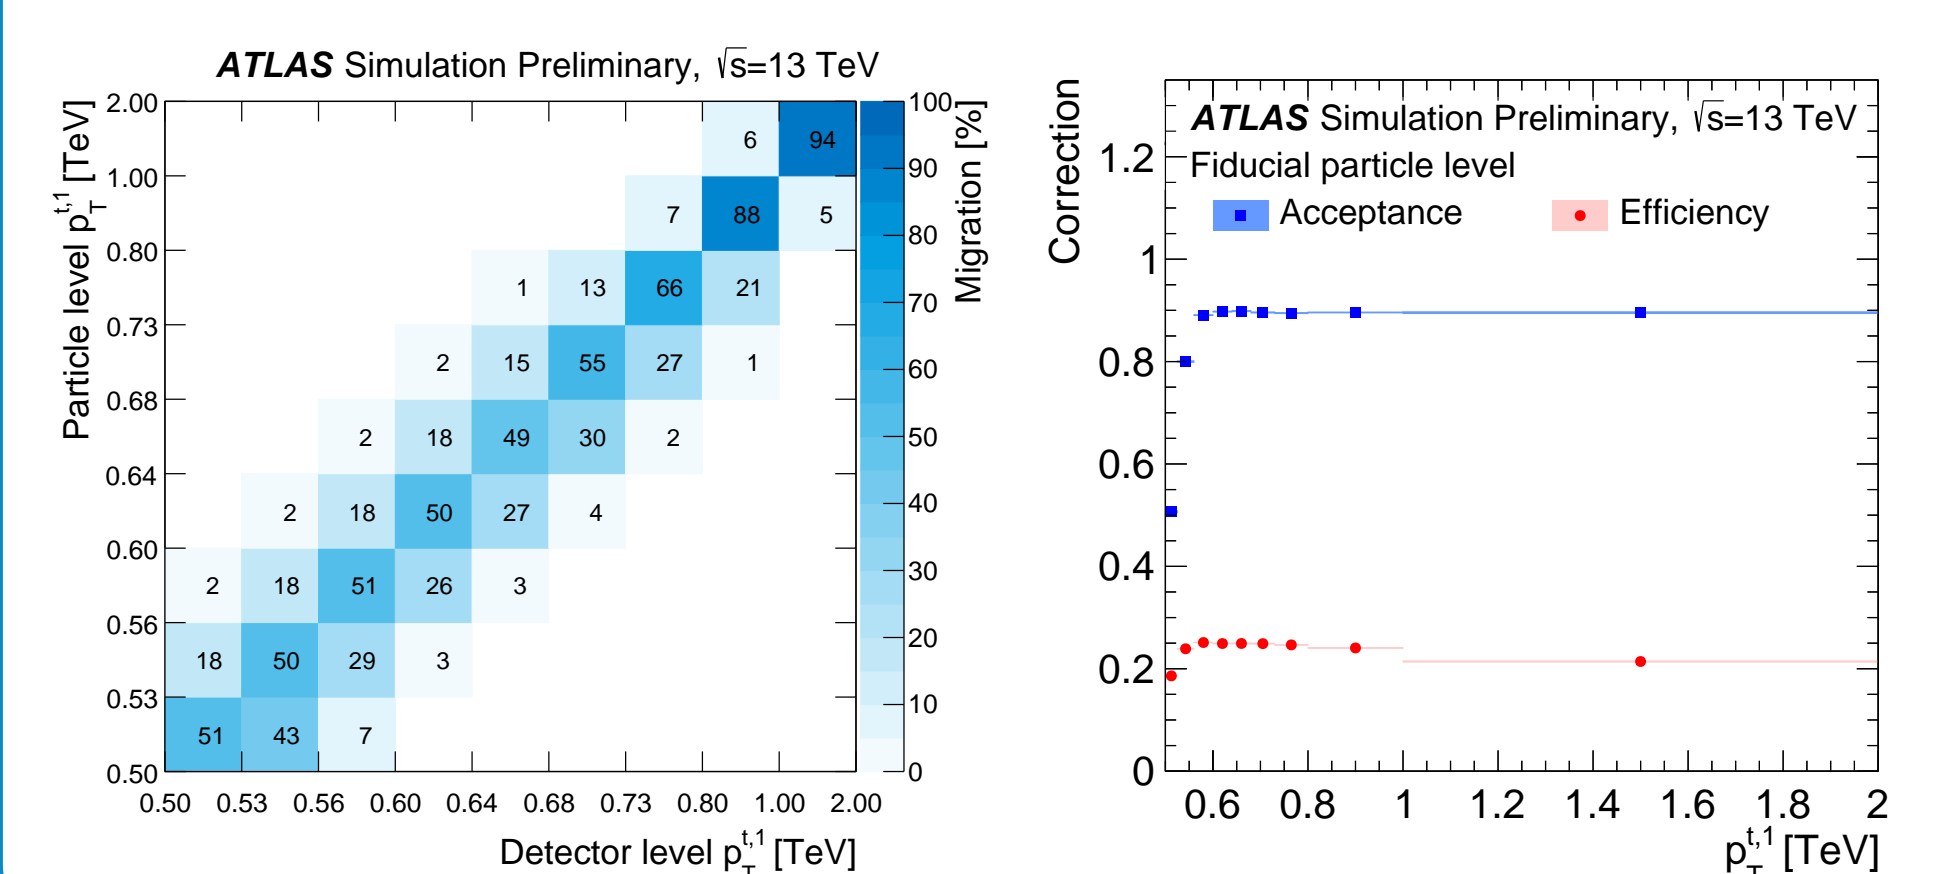 ATLAS Simulation Preliminary, √s=13 TeV
Particle level p_T^{t,1} [TeV]
2.00
1.00
0.80
0.73
0.68
0.64
0.60
0.56
0.53
0.50
6 94
7 88 5
1 13 66 21
2 15 55 27 1
2 18 49 30 2
2 18 50 27 4
2 18 51 26 3
18 50 29 3
51 43 7
0.50 0.53 0.56 0.60 0.64 0.68 0.73 0.80 1.00 2.00
Detector level p_T^{t,1} [TeV]
100
90
80
70
60
50
40
30
20
10
0
Migration [%]
Correction
ATLAS Simulation Preliminary, √s=13 TeV
Fiducial particle level
Acceptance Efficiency
1.2
1
0.8
0.6
0.4
0.2
0
0.6 0.8 1 1.2 1.4 1.6 1.8 2
p_T^{t,1} [TeV]